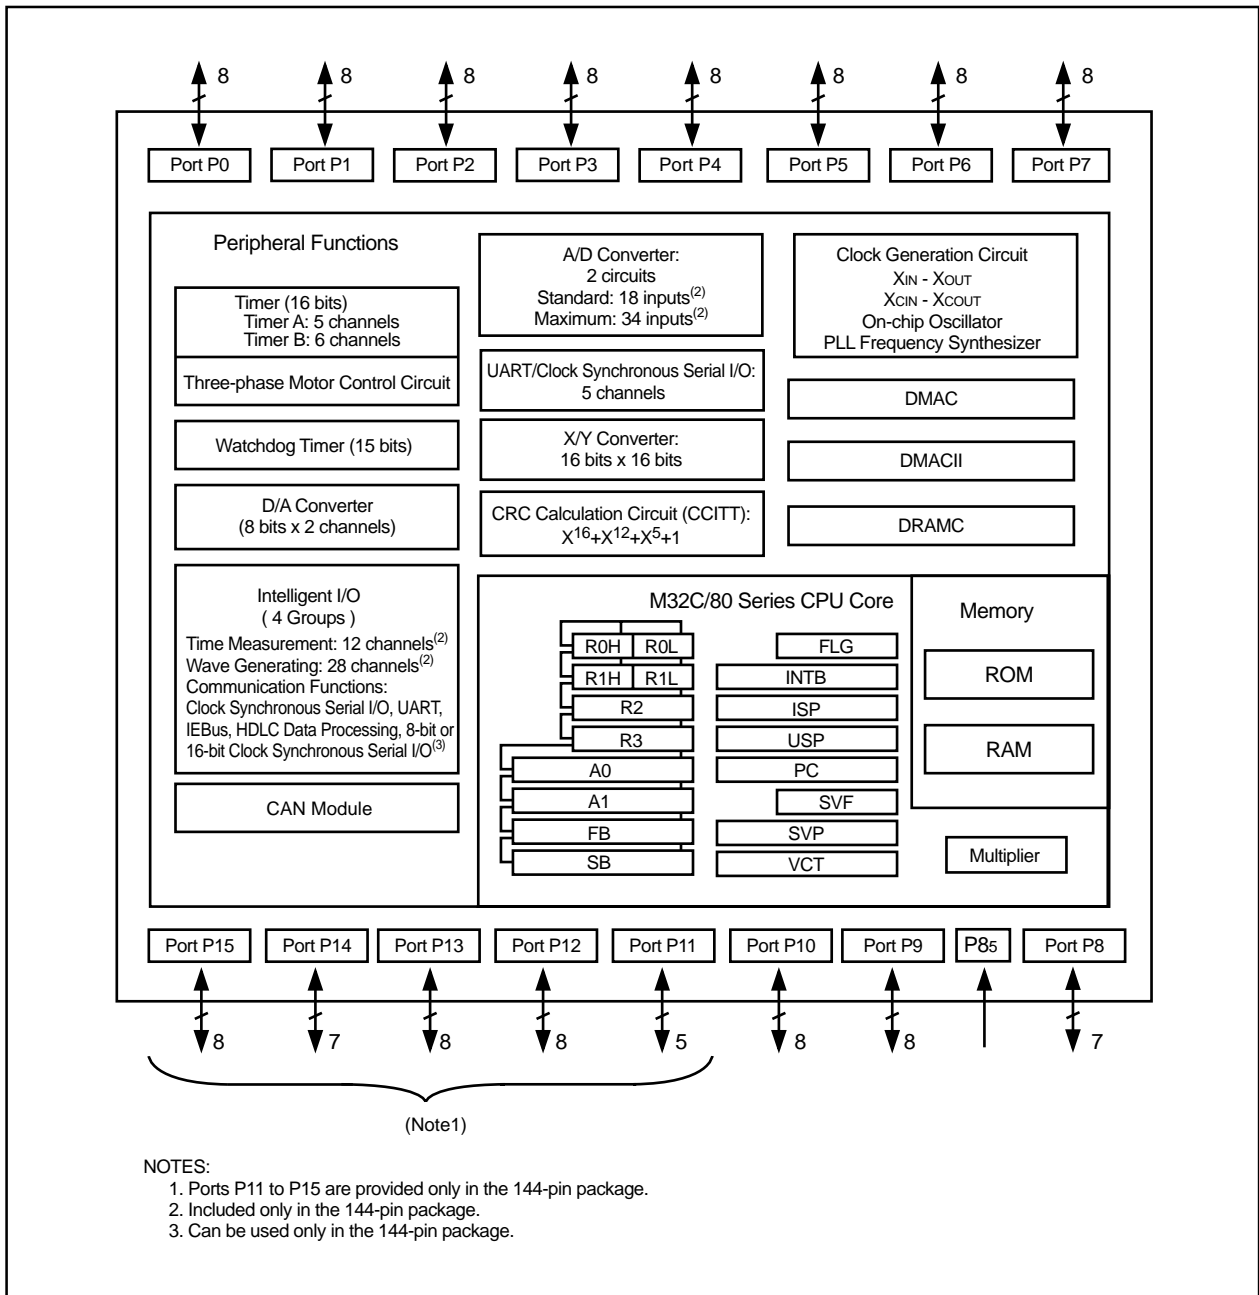 8 8 8 8 8 8 8 8
Port P0 Port P1 Port P2 Port P3 Port P4 Port P5 Port P6 Port P7
Peripheral Functions
Timer (16 bits)
Timer A: 5 channels
Timer B: 6 channels
Three-phase Motor Control Circuit
Watchdog Timer (15 bits)
D/A Converter
(8 bits x 2 channels)
Intelligent I/O
( 4 Groups )
Time Measurement: 12 channels(2)
Wave Generating: 28 channels(2)
Communication Functions:
Clock Synchronous Serial I/O, UART,
IEBus, HDLC Data Processing, 8-bit or
16-bit Clock Synchronous Serial I/O(3)
CAN Module
A/D Converter:
2 circuits
Standard: 18 inputs(2)
Maximum: 34 inputs(2)
UART/Clock Synchronous Serial I/O:
5 channels
X/Y Converter:
16 bits x 16 bits
CRC Calculation Circuit (CCITT):
X16+X12+X5+1
Clock Generation Circuit
XIN - XOUT
XCIN - XCOUT
On-chip Oscillator
PLL Frequency Synthesizer
DMAC
DMACII
DRAMC
M32C/80 Series CPU Core
R0H R0L
R1H R1L
R2
R3
A0
A1
FB
SB
FLG
INTB
ISP
USP
PC
SVF
SVP
VCT
Memory
ROM
RAM
Multiplier
Port P15 Port P14 Port P13 Port P12 Port P11 Port P10 Port P9 P85 Port P8
8 7 8 8 5 8 8 7
(Note1)
NOTES:
1. Ports P11 to P15 are provided only in the 144-pin package.
2. Included only in the 144-pin package.
3. Can be used only in the 144-pin package.